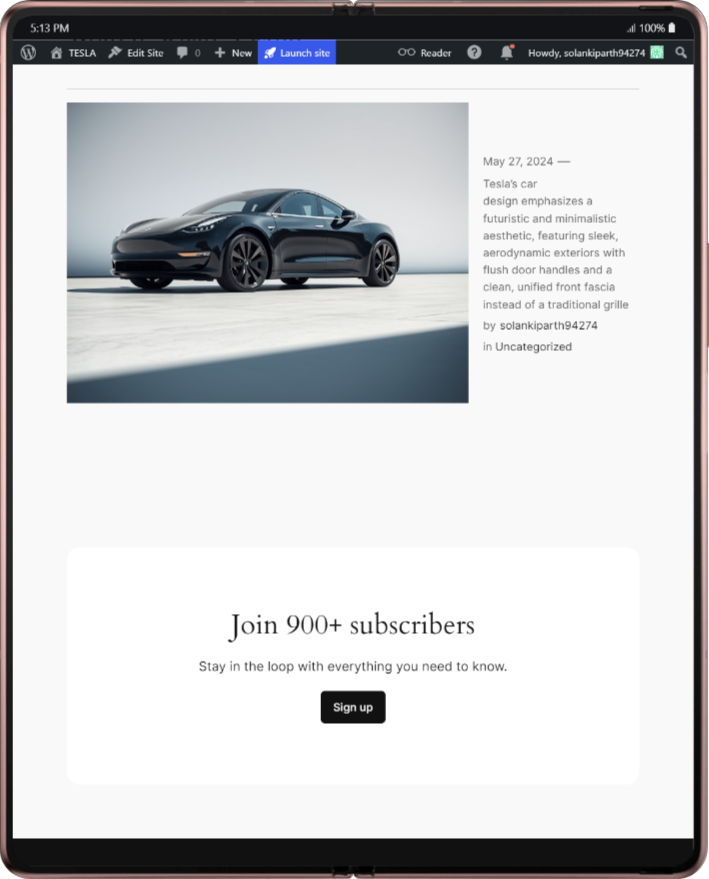 5:13 PM
100%
TESLA
Edit Site
0
New
Launch site
Reader
Howdy, solankiparth94274
May 27, 2024 —
Tesla's car
design emphasizes a
futuristic and minimalistic
aesthetic, featuring sleek,
aerodynamic exteriors with
flush door handles and a
clean, unified front fascia
instead of a traditional grille
by solankiparth94274
in Uncategorized
Join 900+ subscribers
Stay in the loop with everything you need to know.
Sign up